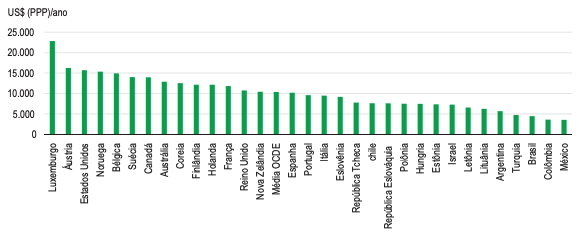 US$ (PPP)/ano
25.000
20.000
15.000
10.000
5.000
0
Luxemburgo
Áustria
Estados Unidos
Noruega
Bélgica
Suécia
Canadá
Austrália
Coreia
Finlândia
Holanda
França
Reino Unido
Nova Zelândia
Média OCDE
Espanha
Portugal
Itália
Eslovênia
República Tcheca
chile
República Eslováquia
Polônia
Hungria
Estônia
Israel
Letônia
Lituânia
Argentina
Turquia
Brasil
Colômbia
México